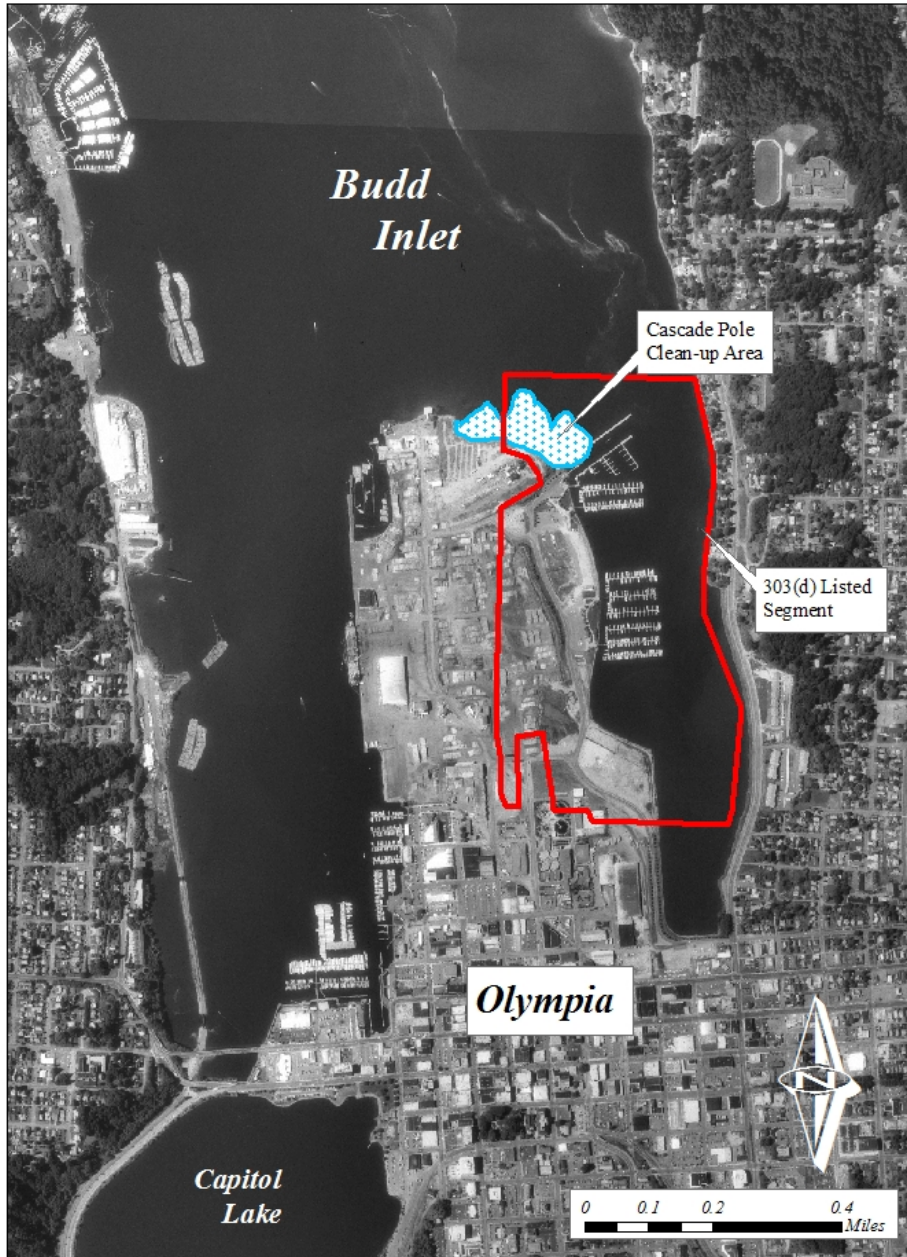 Budd
Inlet
Cascade Pole
Clean-up Area
303(d) Listed
Segment
Olympia
N
Capitol
Lake
0 0.1 0.2 0.4
Miles